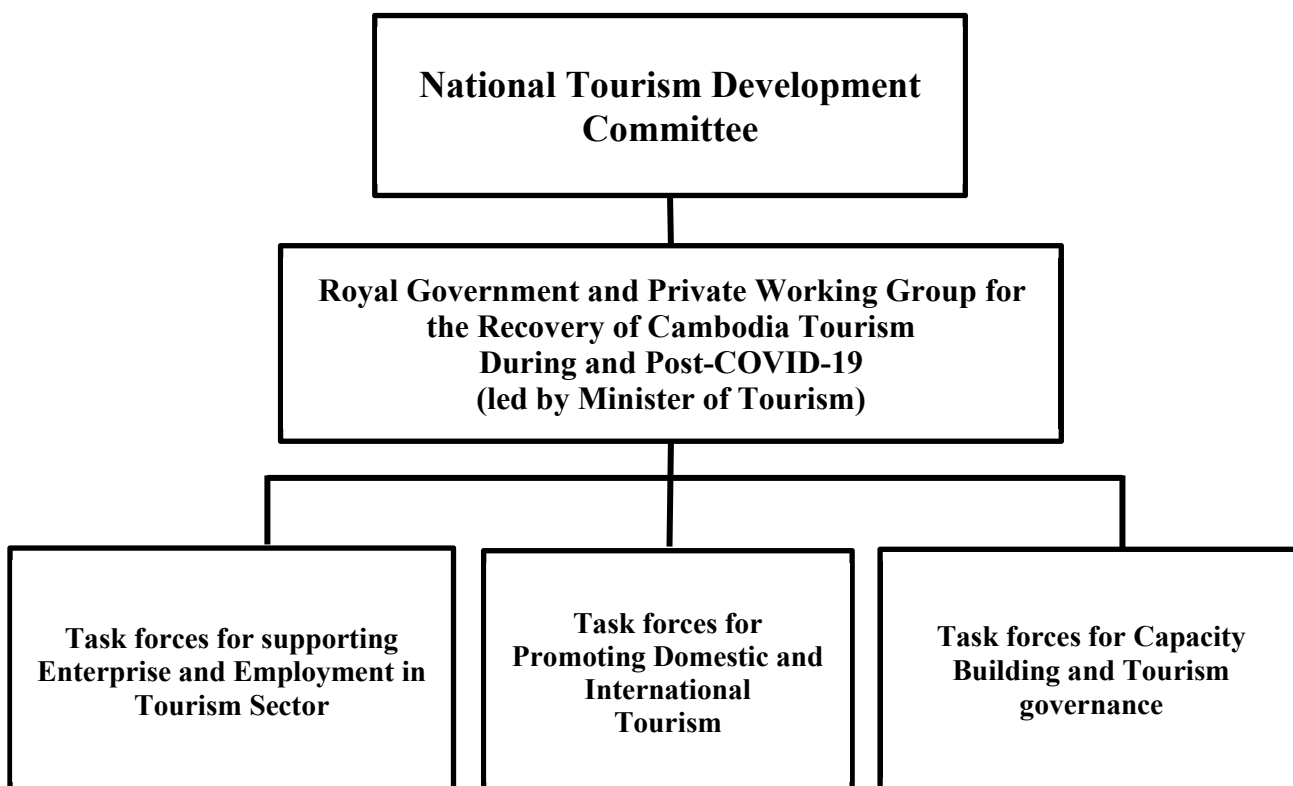 National Tourism Development
Committee
Royal Government and Private Working Group for
the Recovery of Cambodia Tourism
During and Post-COVID-19
(led by Minister of Tourism)
Task forces for supporting
Enterprise and Employment in
Tourism Sector
Task forces for
Promoting Domestic and
International
Tourism
Task forces for Capacity
Building and Tourism
governance